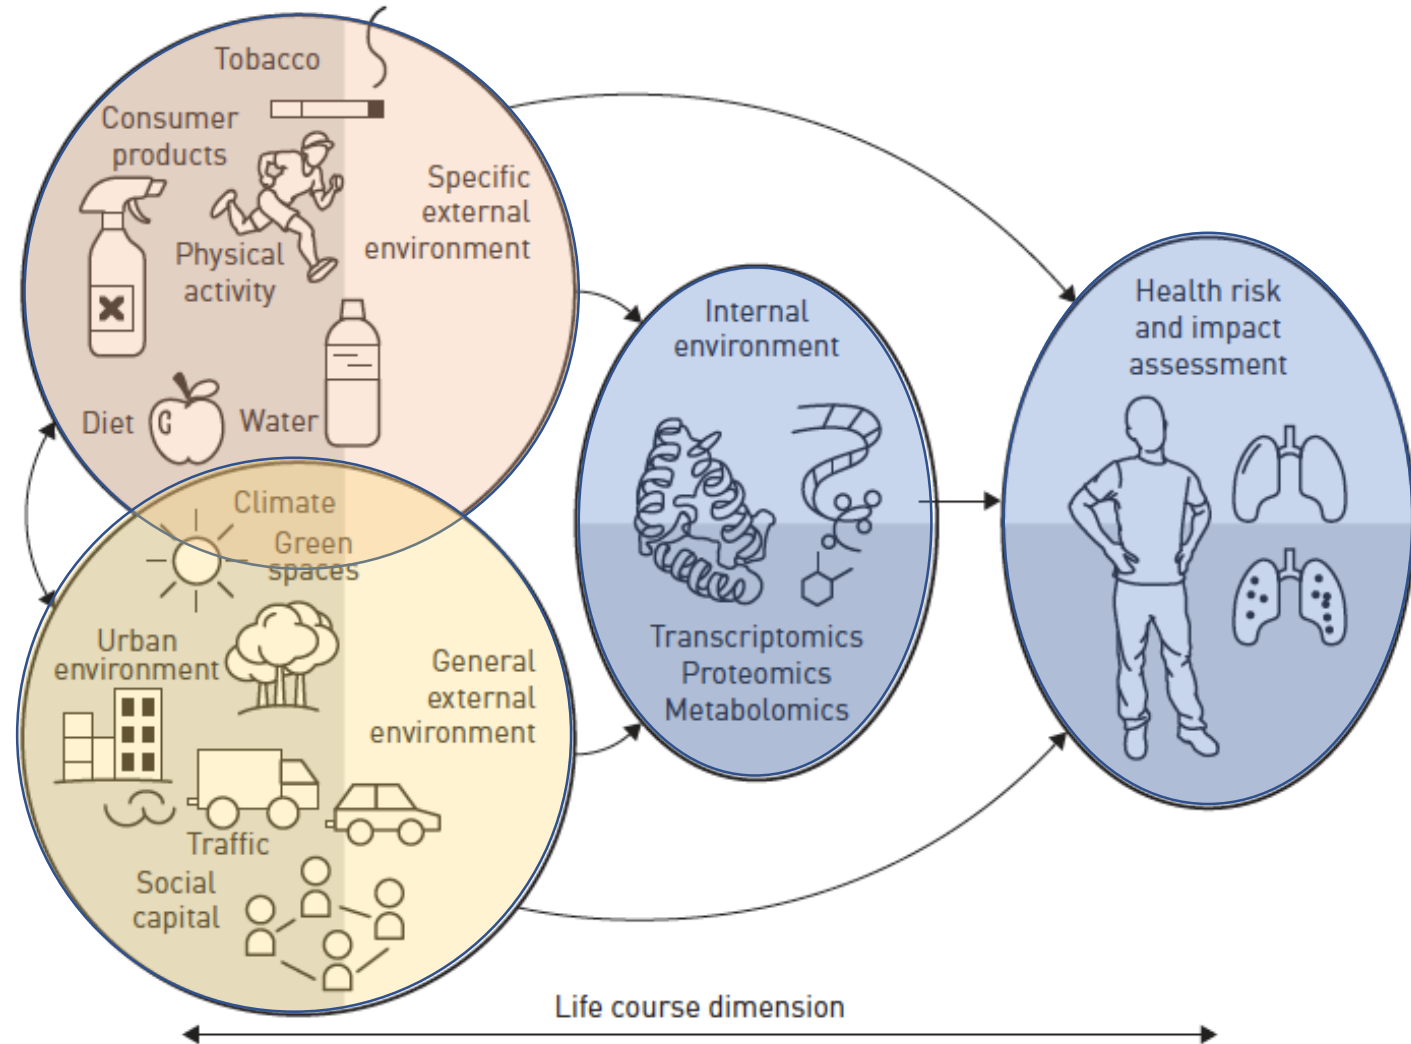 Tobacco
Consumer
products
Specific
external
environment
Physical
activity
Diet
Water
Climate
Green
spaces
Urban
environment
General
external
environment
Traffic
Social
capital
Internal
environment
Transcriptomics
Proteomics
Metabolomics
Health risk
and impact
assessment
Life course dimension